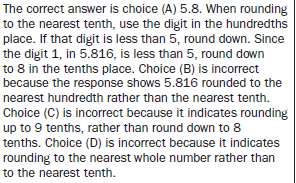 The correct answer is choice (A) 5.8. When rounding
to the nearest tenth, use the digit in the hundredths
place. If that digit is less than 5, round down. Since
the digit 1, in 5.816, is less than 5, round down
to 8 in the tenths place. Choice (B) is incorrect
because the response shows 5.816 rounded to the
nearest hundredth rather than the nearest tenth.
Choice (C) is incorrect because it indicates rounding
up to 9 tenths, rather than round down to 8
tenths. Choice (D) is incorrect because it indicates
rounding to the nearest whole number rather than
to the nearest tenth.